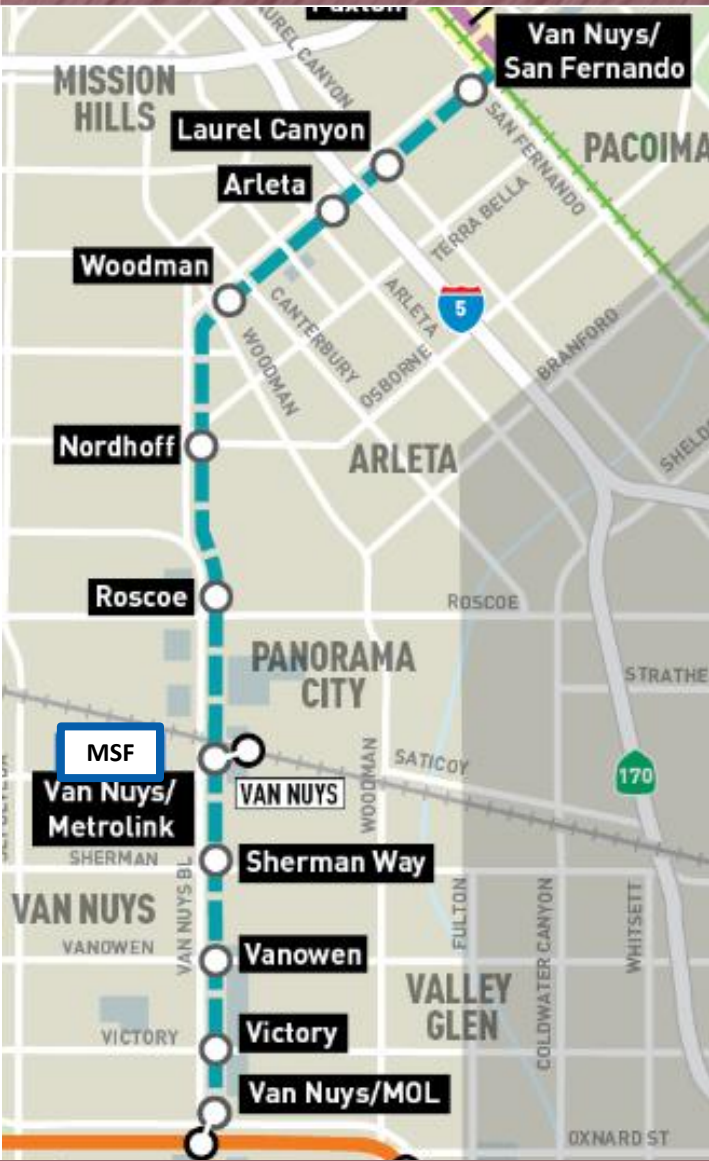 Paxton
Van Nuys/
San Fernando
LAUREL CANYON
MISSION
HILLS
Laurel Canyon
SAN FERNANDO
PACOIMA
Arleta
TERRA BELLA
Woodman
CANTERBURY
ARLETA
5
WOODMAN
OSBORNE
BRANFORD
Nordhoff
ARLETA
Roscoe
ROSCOE
PANORAMA
CITY
STRATHE
MSF
WOODMAN
SATICOY
170
Van Nuys/
Metrolink
VAN NUYS
SHERMAN
Sherman Way
VAN NUYS BL
VAN NUYS
FULTON
COLDWATER CANYON
WHITSETT
VANOWEN
Vanowen
VALLEY
GLEN
VICTORY
Victory
Van Nuys/MOL
OXNARD ST